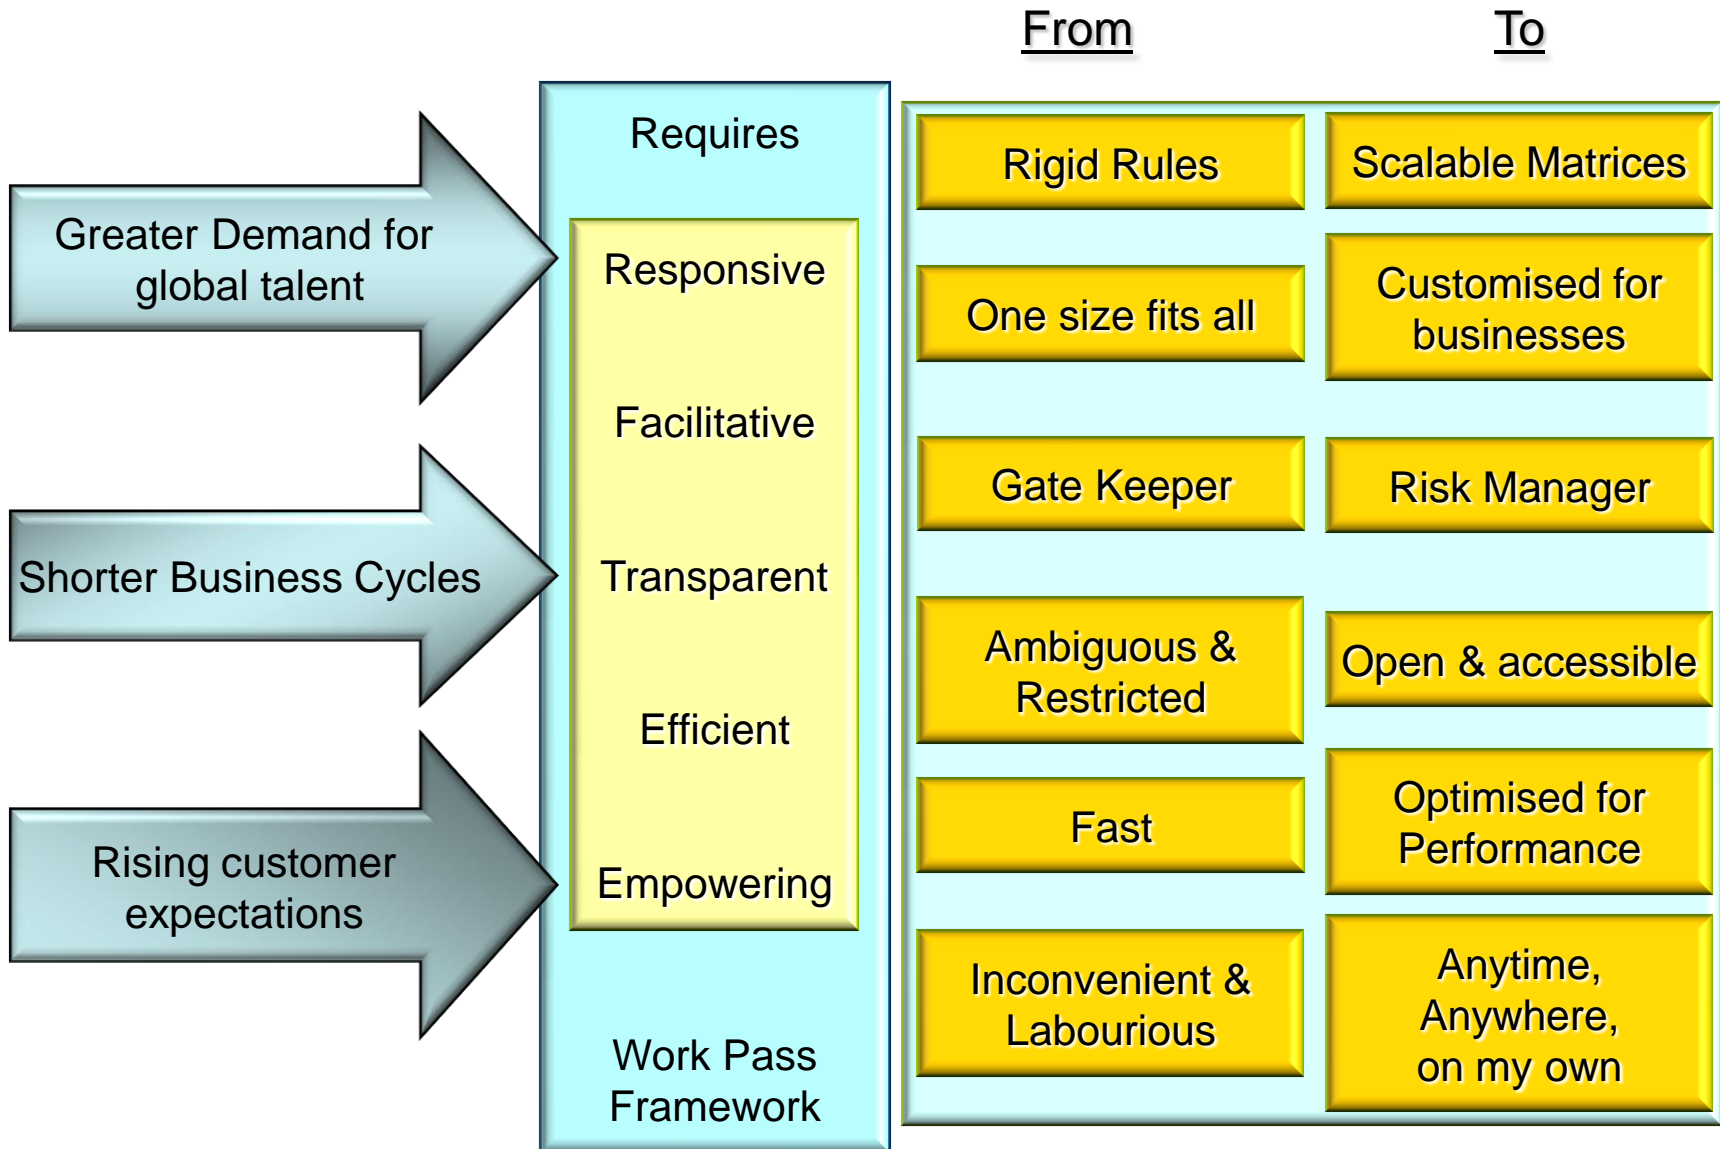 From
To
Greater Demand for
global talent
Shorter Business Cycles
Rising customer
expectations
Requires
Responsive
Facilitative
Transparent
Efficient
Empowering
Work Pass
Framework
Rigid Rules
Scalable Matrices
One size fits all
Customised for
businesses
Gate Keeper
Risk Manager
Ambiguous &
Restricted
Open & accessible
Fast
Optimised for
Performance
Inconvenient &
Labourious
Anytime,
Anywhere,
on my own